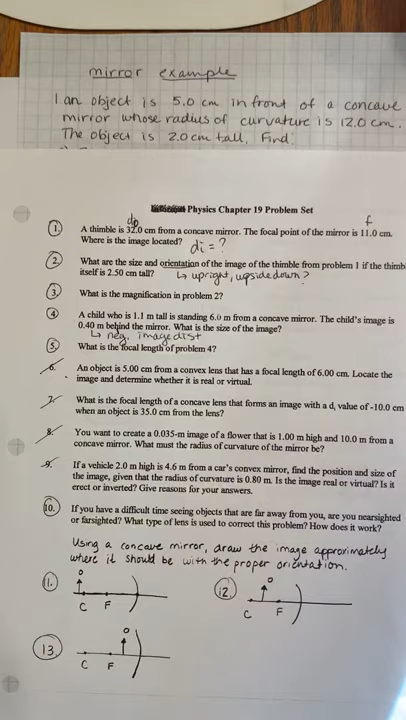 mirror example
1 an object is 5.0 cm in front of a concave
mirror whose radius of curvature is 12.0 cm.
The object is 2.0 cm tall. Find:
Physics Chapter 19 Problem Set
do
f
1. A thimble is 32.0 cm from a concave mirror. The focal point of the mirror is 11.0 cm.
Where is the image located? di = ?
2. What are the size and orientation of the image of the thimble from problem 1 if the thimb
itself is 2.50 cm tall? ↳ upright, upside down?
3. What is the magnification in problem 2?
4. A child who is 1.1 m tall is standing 6.0 m from a concave mirror. The child's image is
0.40 m behind the mirror. What is the size of the image?
↳ neg. image dist
5. What is the focal length of problem 4?
6. An object is 5.00 cm from a convex lens that has a focal length of 6.00 cm. Locate the
image and determine whether it is real or virtual.
7. What is the focal length of a concave lens that forms an image with a dᵢ value of -10.0 cm
when an object is 35.0 cm from the lens?
8. You want to create a 0.035-m image of a flower that is 1.00 m high and 10.0 m from a
concave mirror. What must the radius of curvature of the mirror be?
9. If a vehicle 2.0 m high is 4.6 m from a car's convex mirror, find the position and size of
the image, given that the radius of curvature is 0.80 m. Is the image real or virtual? Is it
erect or inverted? Give reasons for your answers.
10. If you have a difficult time seeing objects that are far away from you, are you nearsighted
or farsighted? What type of lens is used to correct this problem? How does it work?
Using a concave mirror, draw the image approximately
where it should be with the proper orientation.
11. O C F
12. O C F
13. O C F